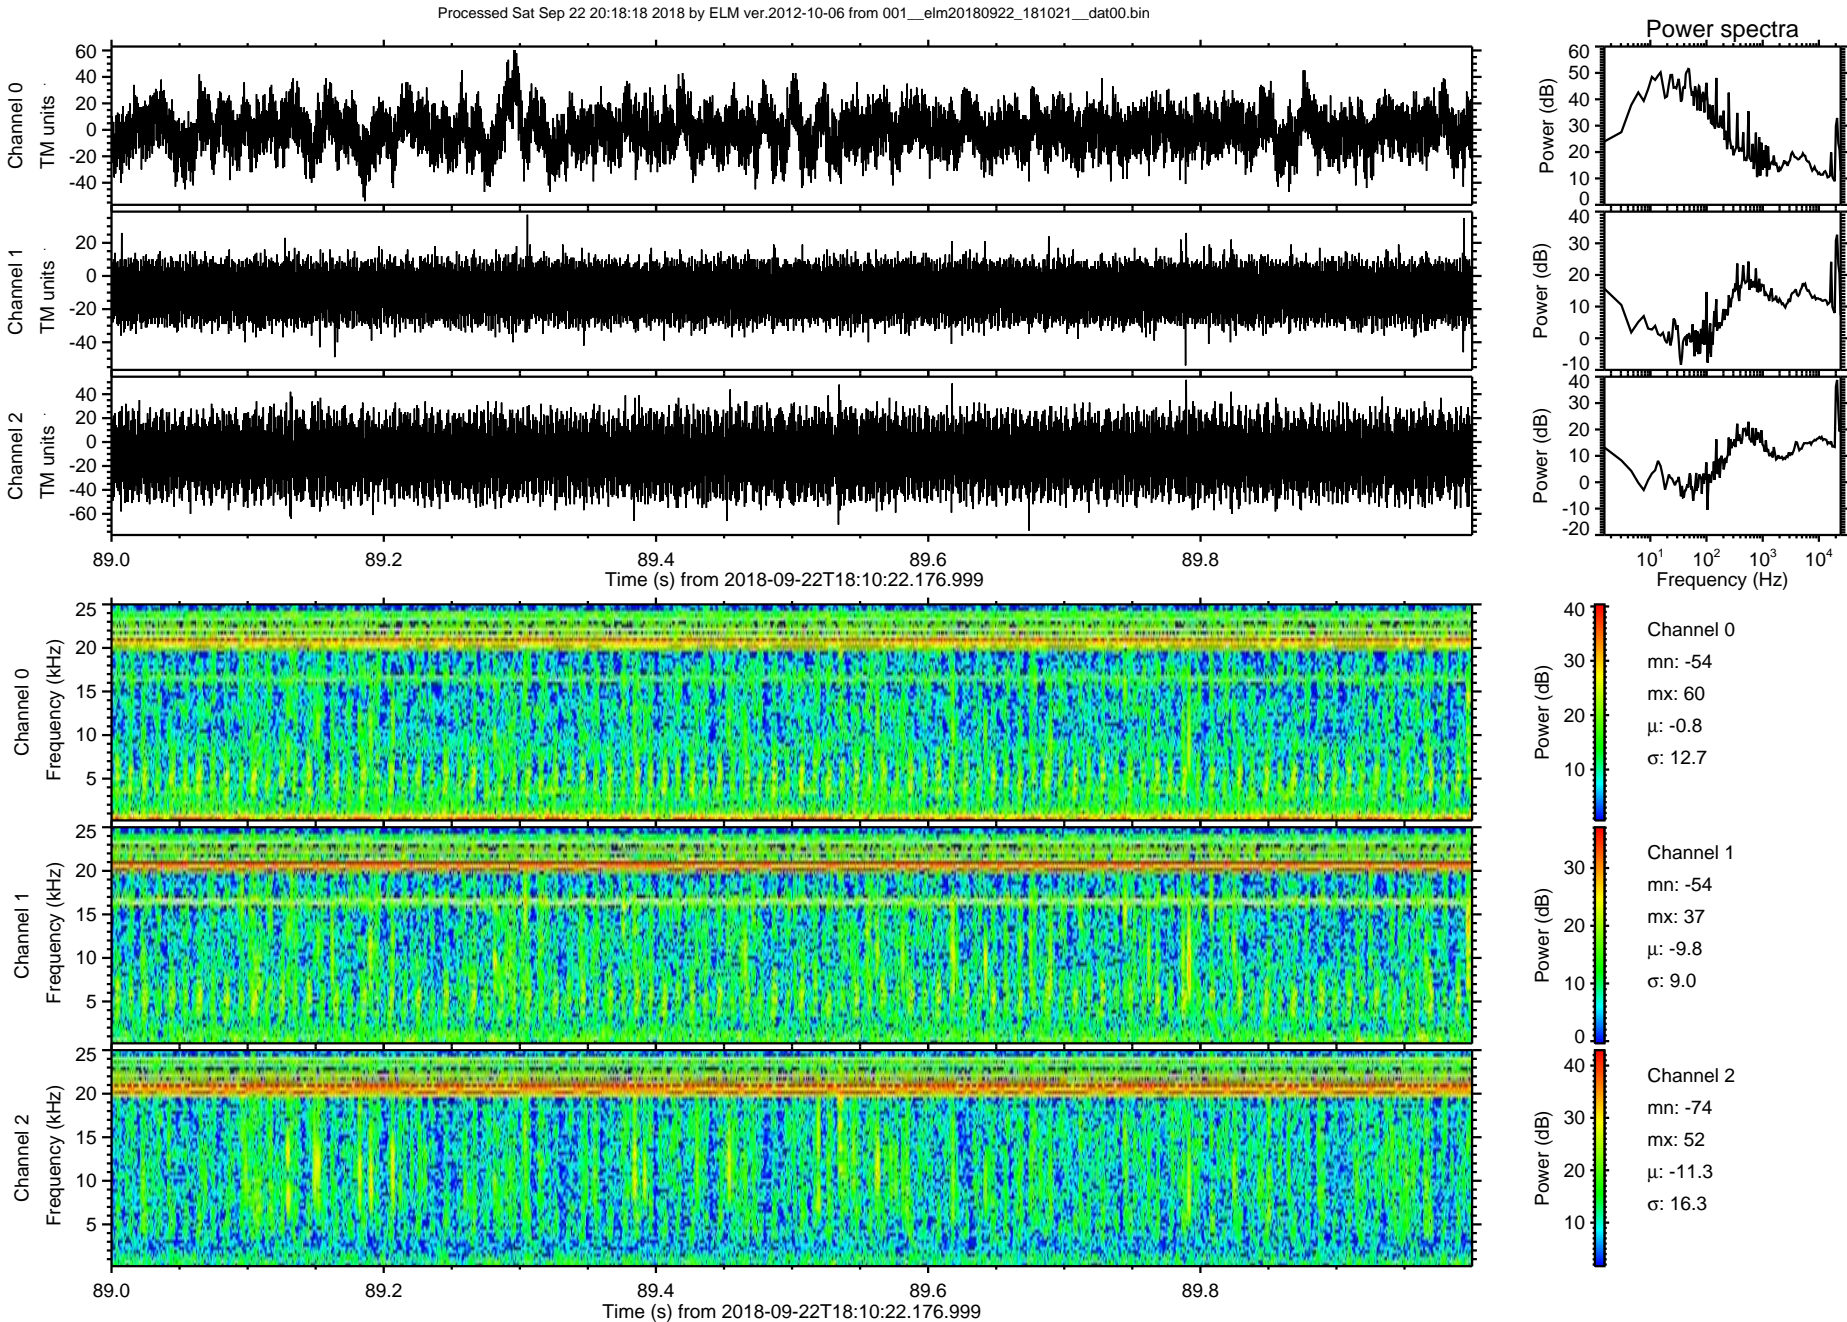 Processed Sat Sep 22 20:18:18 2018 by ELM ver.2012-10-06 from 001__elm20180922_181021__dat00.bin
Power spectra
Channel 0
TM units
60
40
20
0
-20
-40
Power (dB)
60
50
40
30
20
10
0
Channel 1
TM units
20
0
-20
-40
Power (dB)
40
30
20
10
0
-10
Channel 2
TM units
40
20
0
-20
-40
-60
Power (dB)
40
30
20
10
0
-10
-20
89.0 89.2 89.4 89.6 89.8
Time (s) from 2018-09-22T18:10:22.176.999
10¹ 10² 10³ 10⁴
Frequency (Hz)
Channel 0
Frequency (kHz)
25
20
15
10
5
Power (dB)
40
30
20
10
Channel 0
mn: -54
mx: 60
μ: -0.8
σ: 12.7
Channel 1
Frequency (kHz)
25
20
15
10
5
Power (dB)
30
20
10
0
Channel 1
mn: -54
mx: 37
μ: -9.8
σ: 9.0
Channel 2
Frequency (kHz)
25
20
15
10
5
Power (dB)
40
30
20
10
Channel 2
mn: -74
mx: 52
μ: -11.3
σ: 16.3
89.0 89.2 89.4 89.6 89.8
Time (s) from 2018-09-22T18:10:22.176.999